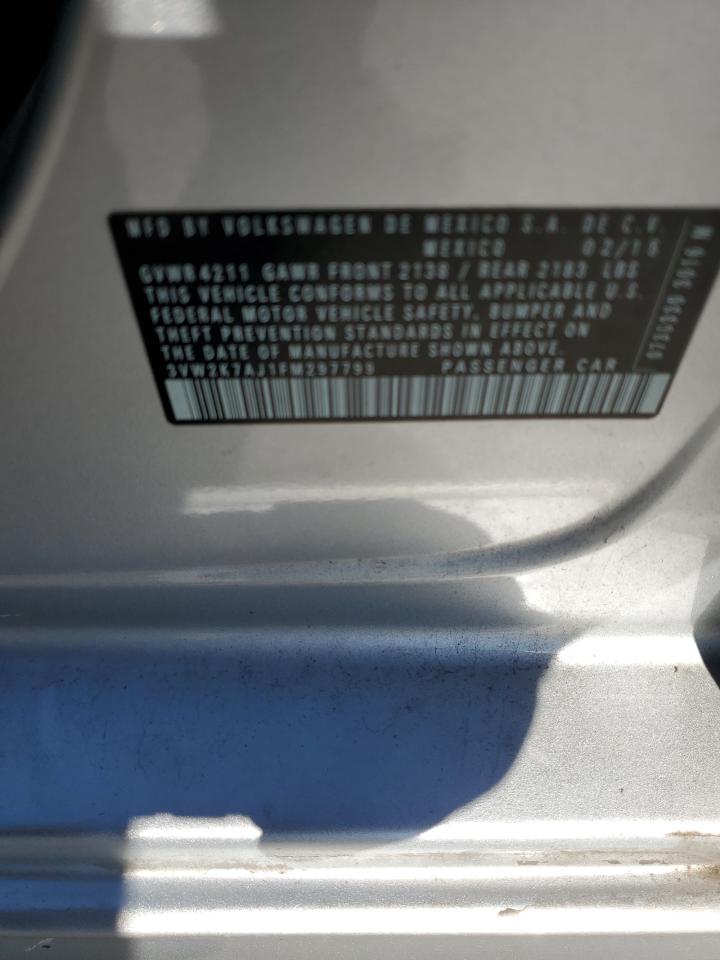 MFD BY VOLKSWAGEN DE MEXICO S.A. DE C.V.
MEXICO 02/15
GVWR 4211 GAWR FRONT 2138 / REAR 2183 LBS
THIS VEHICLE CONFORMS TO ALL APPLICABLE U.S.
FEDERAL MOTOR VEHICLE SAFETY, BUMPER AND
THEFT PREVENTION STANDARDS IN EFFECT ON
THE DATE OF MANUFACTURE SHOWN ABOVE.
3VW2K7AJ1FM297799 PASSENGER CAR